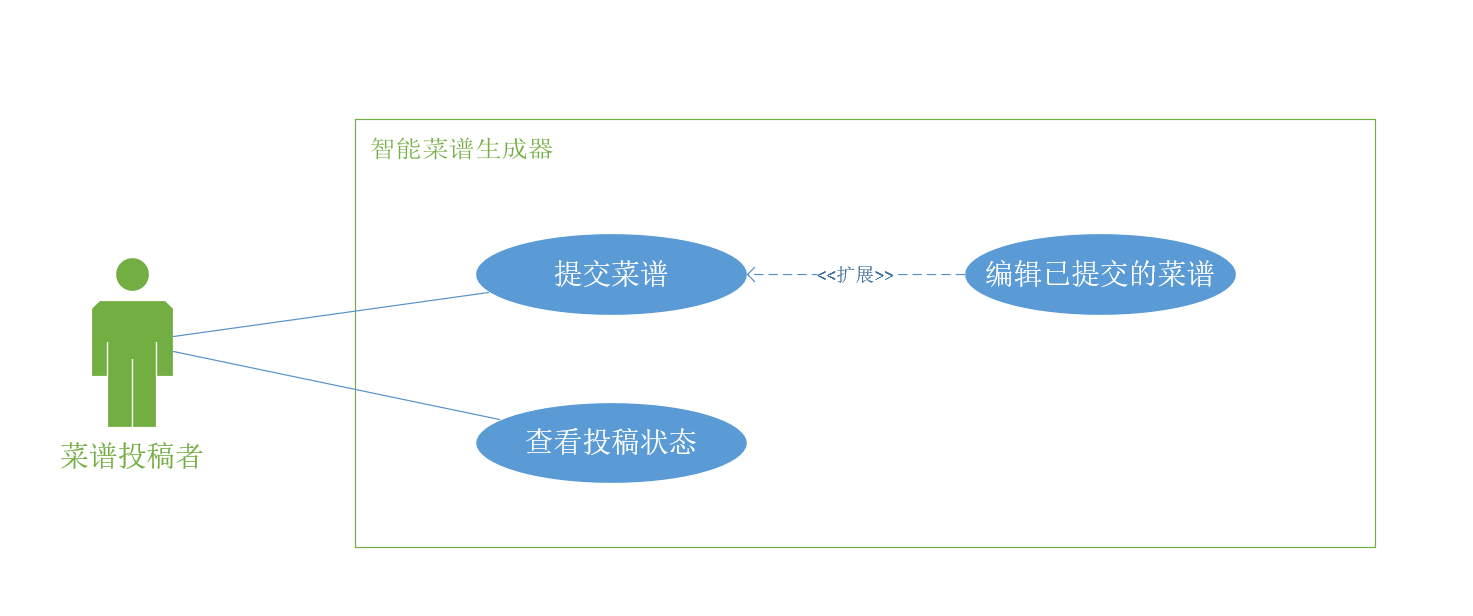 智能菜谱生成器
提交菜谱
<<扩展>>
编辑已提交的菜谱
查看投稿状态
菜谱投稿者